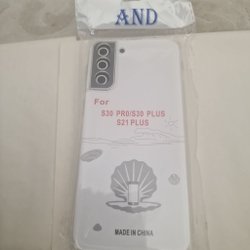 AND
For
S30 PRO/S30 PLUS
S21 PLUS
MADE IN CHINA